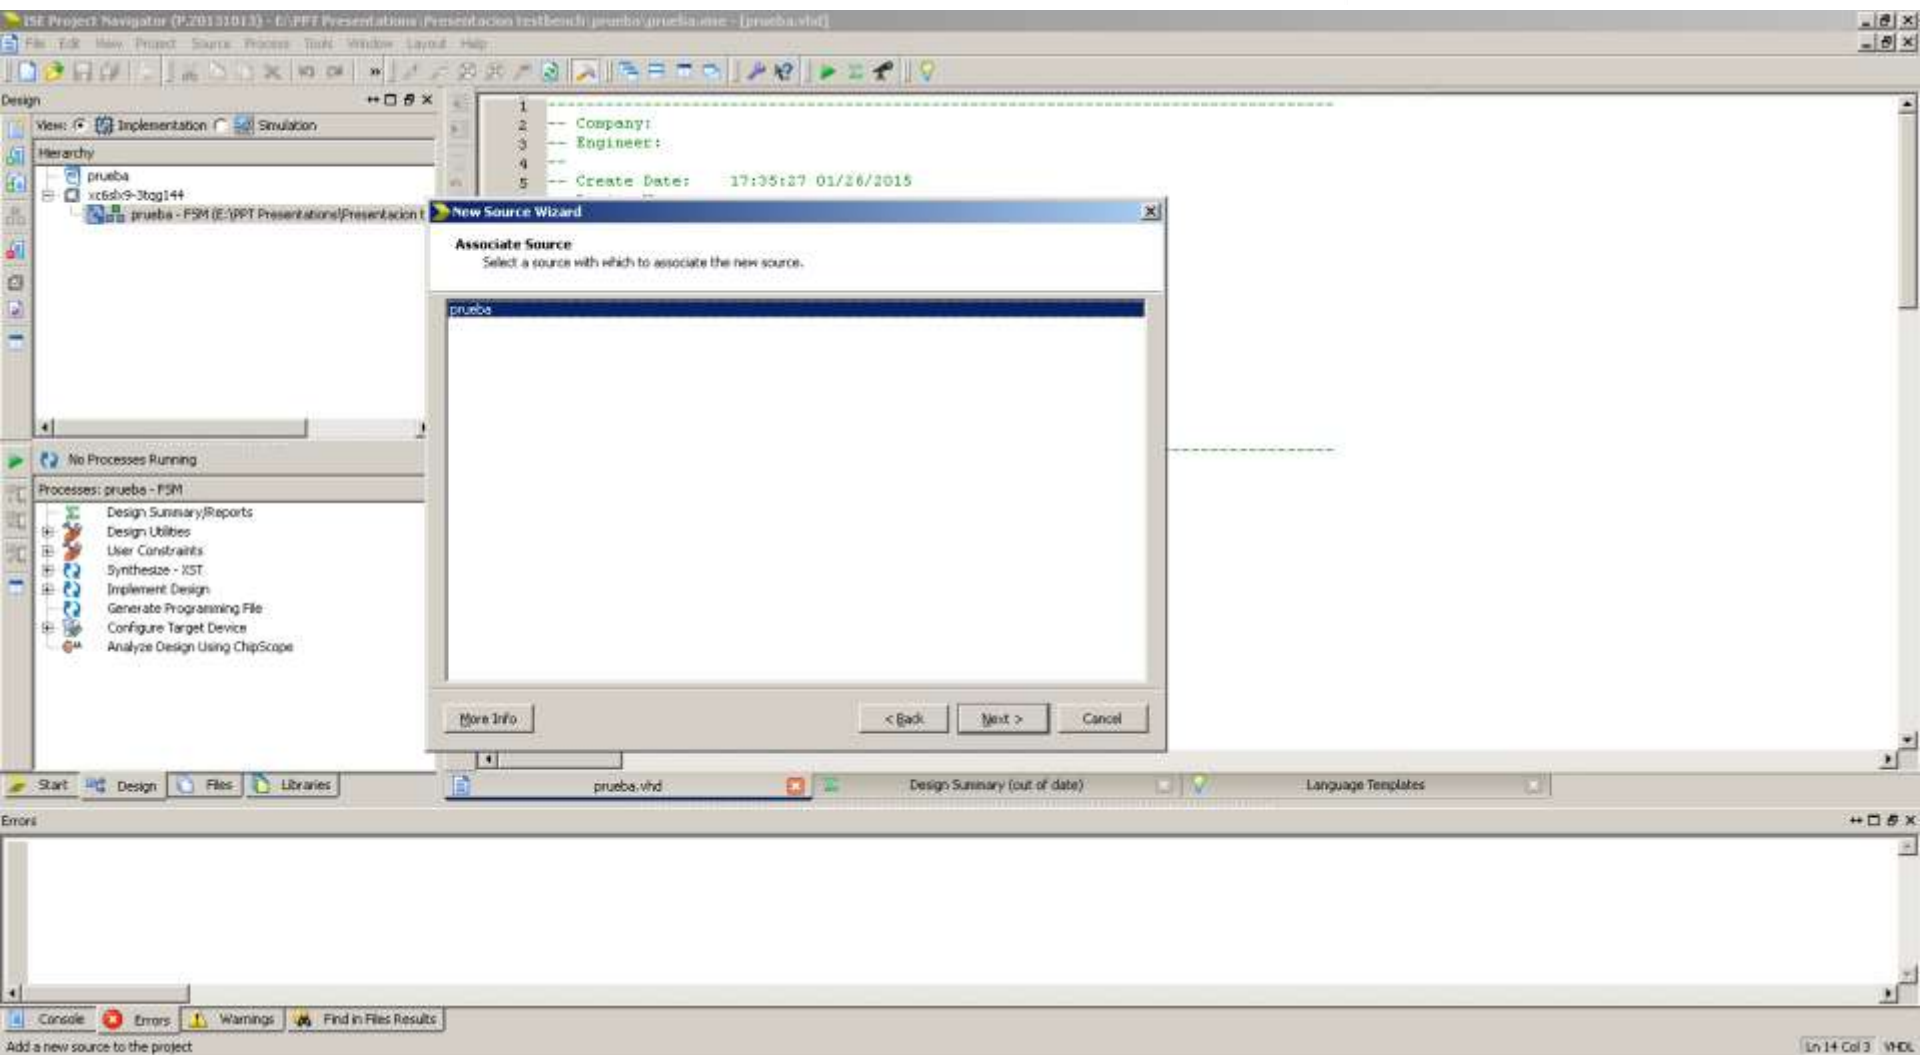 ISE Project Navigator (P.20131013) - E:\PPT Presentations\Presentacion testbench\prueba\prueba.xise - [prueba.vhd]
File Edit View Project Source Process Tools Window Layout Help
Design
View: Implementation Simulation
Hierarchy
prueba
xc6slx9-3tqg144
prueba - FSM (E:\PPT Presentations\Presentacion t
No Processes Running
Processes: prueba - FSM
Design Summary/Reports
Design Utilities
User Constraints
Synthesize - XST
Implement Design
Generate Programming File
Configure Target Device
Analyze Design Using ChipScope
Start Design Files Libraries
1
2 -- Company:
3 -- Engineer:
4 --
5 -- Create Date: 17:35:27 01/26/2015
New Source Wizard
Associate Source
Select a source with which to associate the new source.
prueba
More Info
< Back
Next >
Cancel
prueba.vhd
Design Summary (out of date)
Language Templates
Errors
Console Errors Warnings Find in Files Results
Add a new source to the project
Ln 14 Col 3 VHDL